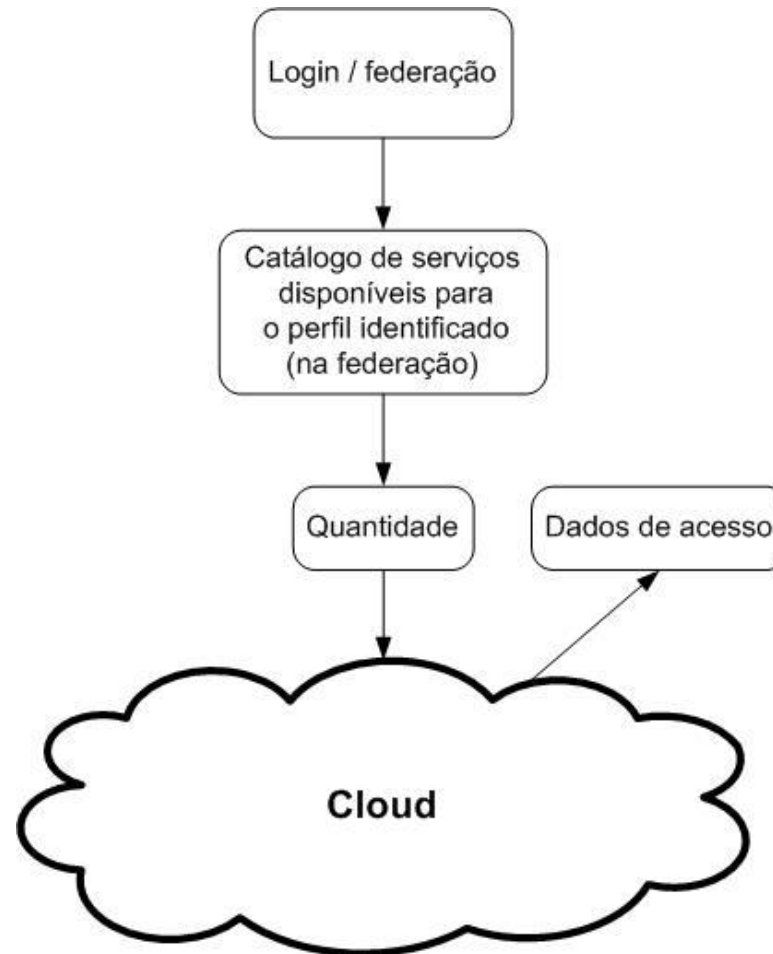 Login / federação
Catálogo de serviços
disponíveis para
o perfil identificado
(na federação)
Quantidade
Dados de acesso
Cloud